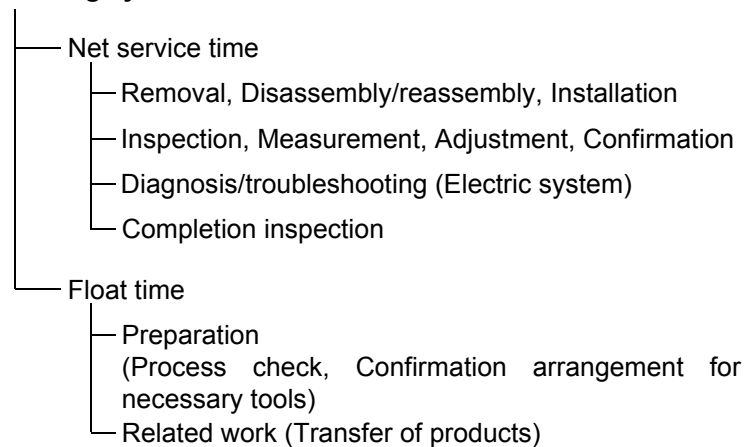 Net service time
Removal, Disassembly/reassembly, Installation
Inspection, Measurement, Adjustment, Confirmation
Diagnosis/troubleshooting (Electric system)
Completion inspection
Float time
Preparation
(Process check, Confirmation arrangement for
necessary tools)
Related work (Transfer of products)